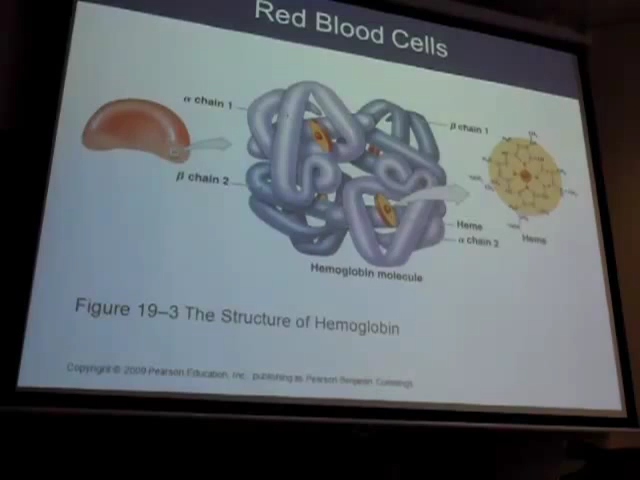 Red Blood Cells
α chain 1
β chain 1
β chain 2
Heme
α chain 2
Heme
Hemoglobin molecule
Figure 19–3 The Structure of Hemoglobin
Copyright © 2009 Pearson Education, Inc. publishing as Pearson Benjamin Cummings